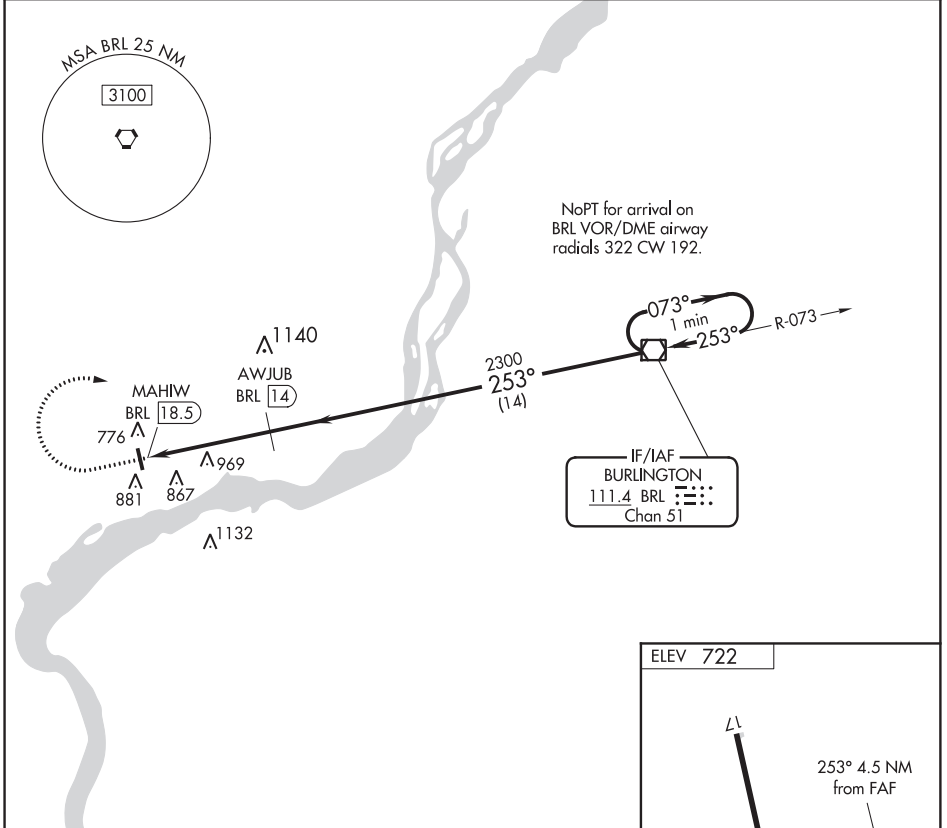 MSA BRL 25 NM
3100
NoPT for arrival on
BRL VOR/DME airway
radials 322 CW 192.
073°
1 min
253°
R-073
1140
AWJUB
BRL 14
2300
253°
(14)
MAHIW
BRL 18.5
776
969
881
867
1132
IF/IAF
BURLINGTON
111.4 BRL
Chan 51
ELEV 722
17
253° 4.5 NM
from FAF